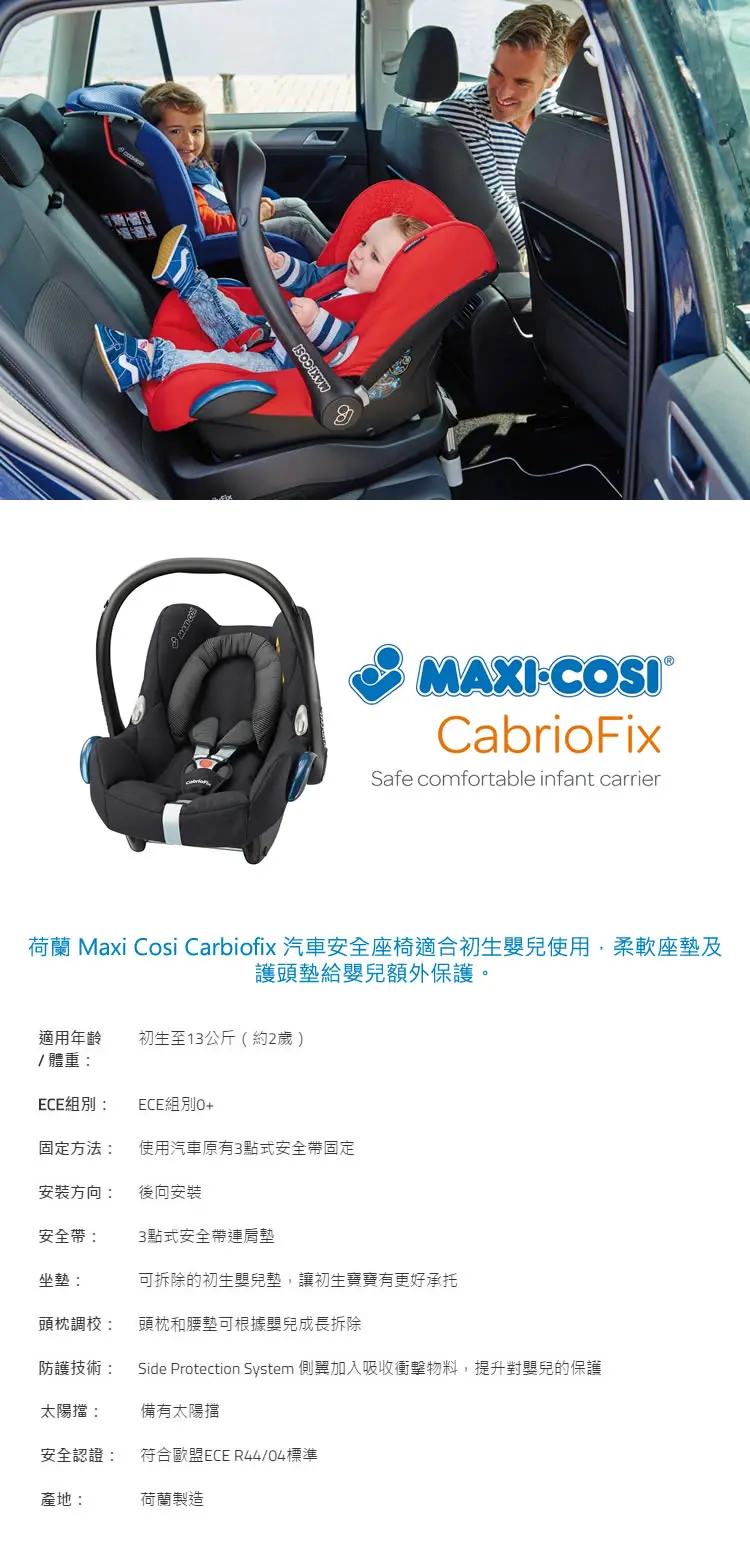 MAXI-COSI
MAXI-COSI
MAXI-COSI
MAXI·COSI®
CabrioFix
CabrioFix
Safe comfortable infant carrier
荷蘭 Maxi Cosi Carbiofix 汽車安全座椅適合初生嬰兒使用，柔軟座墊及
護頭墊給嬰兒額外保護。
適用年齡 初生至13公斤（約2歲）
/ 體重：
ECE組別： ECE組別0+
固定方法： 使用汽車原有3點式安全帶固定
安裝方向： 後向安裝
安全帶： 3點式安全帶連肩墊
坐墊： 可拆除的初生嬰兒墊，讓初生寶寶有更好承托
頭枕調校： 頭枕和腰墊可根據嬰兒成長拆除
防護技術： Side Protection System 側翼加入吸收衝擊物料，提升對嬰兒的保護
太陽擋： 備有太陽擋
安全認證： 符合歐盟ECE R44/04標準
產地： 荷蘭製造